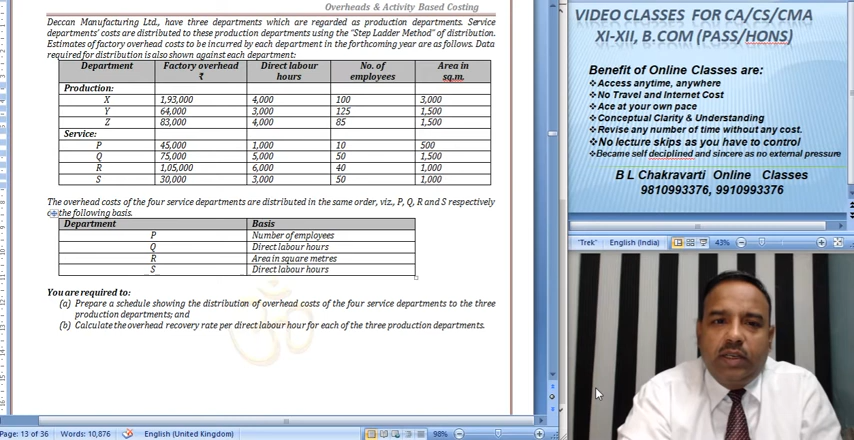 Overheads & Activity Based Costing
Deccan Manufacturing Ltd., have three departments which are regarded as production departments. Service
departments' costs are distributed to these production departments using the "Step Ladder Method" of distribution.
Estimates of factory overhead costs to be incurred by each department in the forthcoming year are as follows. Data
required for distribution is also shown against each department:
Department Factory overhead ₹ Direct labour hours No. of employees Area in sq.m.
Production:
X 1,93,000 4,000 100 3,000
Y 64,000 3,000 125 1,500
Z 83,000 4,000 85 1,500
Service:
P 45,000 1,000 10 500
Q 75,000 5,000 50 1,500
R 1,05,000 6,000 40 1,000
S 30,000 3,000 50 1,000
The overhead costs of the four service departments are distributed in the same order, viz., P, Q, R and S respectively
on the following basis.
Department Basis
P Number of employees
Q Direct labour hours
R Area in square metres
S Direct labour hours
You are required to:
(a) Prepare a schedule showing the distribution of overhead costs of the four service departments to the three
production departments; and
(b) Calculate the overhead recovery rate per direct labour hour for each of the three production departments.
Page: 13 of 36 Words: 10,876 English (United Kingdom) 98%
VIDEO CLASSES FOR CA/CS/CMA
XI-XII, B.COM (PASS/HONS)
Benefit of Online Classes are:
Access anytime, anywhere
No Travel and Internet Cost
Ace at your own pace
Conceptual Clarity & Understanding
Revise any number of time without any cost.
No lecture skips as you have to control
Became self deciplined and sincere as no external pressure
B L Chakravarti Online Classes
9810993376, 9910993376
"Trek" English (India) 43%